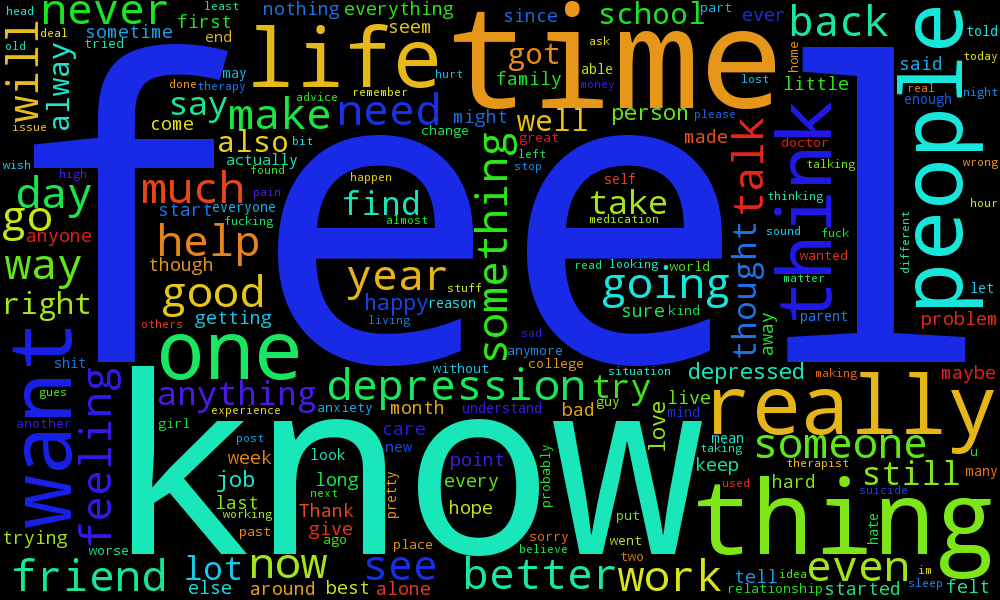 head never something nothing everything since school part ever least
old deal sometime first end seem time got ask back people told
will alway tried life family able money home said today
may hurt lost little real
done therapy remember enough night
issue say make advice need might well person please
come also bit change great made talk doctor think
wish actually found left stop talking wrong
high day much pain happen self thinking hour
go start everyone find almost take medication sound fuck different
anyone fucking
way help though year stuff read looking world going thought wanted matter
right good happy reason sure kind parent let
others getting living sad away problem
want shit one anymore college
without situation depressed making maybe
gues feeling anything depression try live really
another experience anxiety month understand bad guy love mind
girl know care mean someone u
post new taking
week look point keep therapist many
job long every probably hard still
last next pretty used suicide
working Thank hope put thing
trying past give ago place sorry went hate
worse believe two
friend lot now see better work tell idea even im
else around best alone relationship started sleep felt